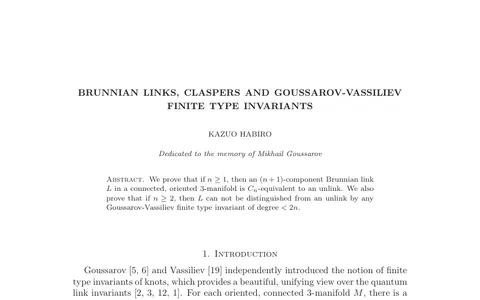 BRUNNIAN LINKS, CLASPERS AND GOUSSAROV-VASSILIEV
FINITE TYPE INVARIANTS
KAZUO HABIRO
Dedicated to the memory of Mikhail Goussarov
Abstract. We prove that if n ≥ 1, then an (n + 1)-component Brunnian link
L in a connected, oriented 3-manifold is Cₙ-equivalent to an unlink. We also
prove that if n ≥ 2, then L can not be distinguished from an unlink by any
Goussarov-Vassiliev finite type invariant of degree < 2n.
1. Introduction
Goussarov [5, 6] and Vassiliev [19] independently introduced the notion of finite
type invariants of knots, which provides a beautiful, unifying view over the quantum
link invariants [2, 3, 12, 1]. For each oriented, connected 3-manifold M, there is a